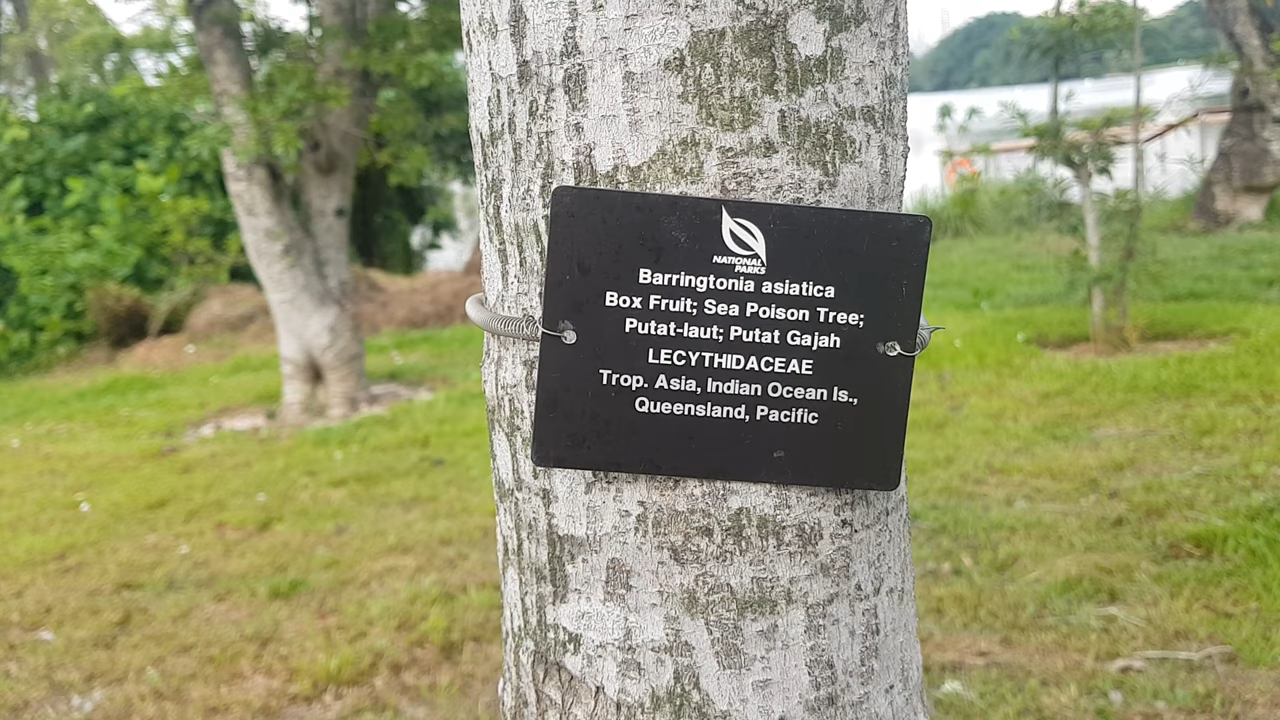 NATIONAL
PARKS
Barringtonia asiatica
Box Fruit; Sea Poison Tree;
Putat-laut; Putat Gajah
LECYTHIDACEAE
Trop. Asia, Indian Ocean Is.,
Queensland, Pacific